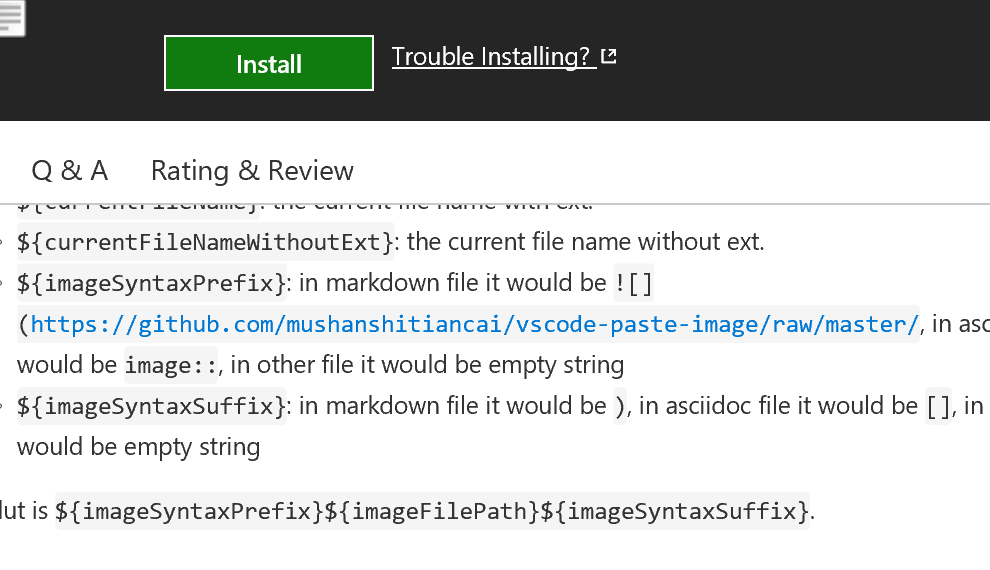 Install
Trouble Installing?
Q & A
Rating & Review
${currentFileName}: the current file name with ext.
${currentFileNameWithoutExt}: the current file name without ext.
${imageSyntaxPrefix}: in markdown file it would be ![]
(https://github.com/mushanshitiancai/vscode-paste-image/raw/master/, in asc
would be image::, in other file it would be empty string
${imageSyntaxSuffix}: in markdown file it would be ), in asciidoc file it would be [], in
would be empty string
lut is ${imageSyntaxPrefix}${imageFilePath}${imageSyntaxSuffix}.